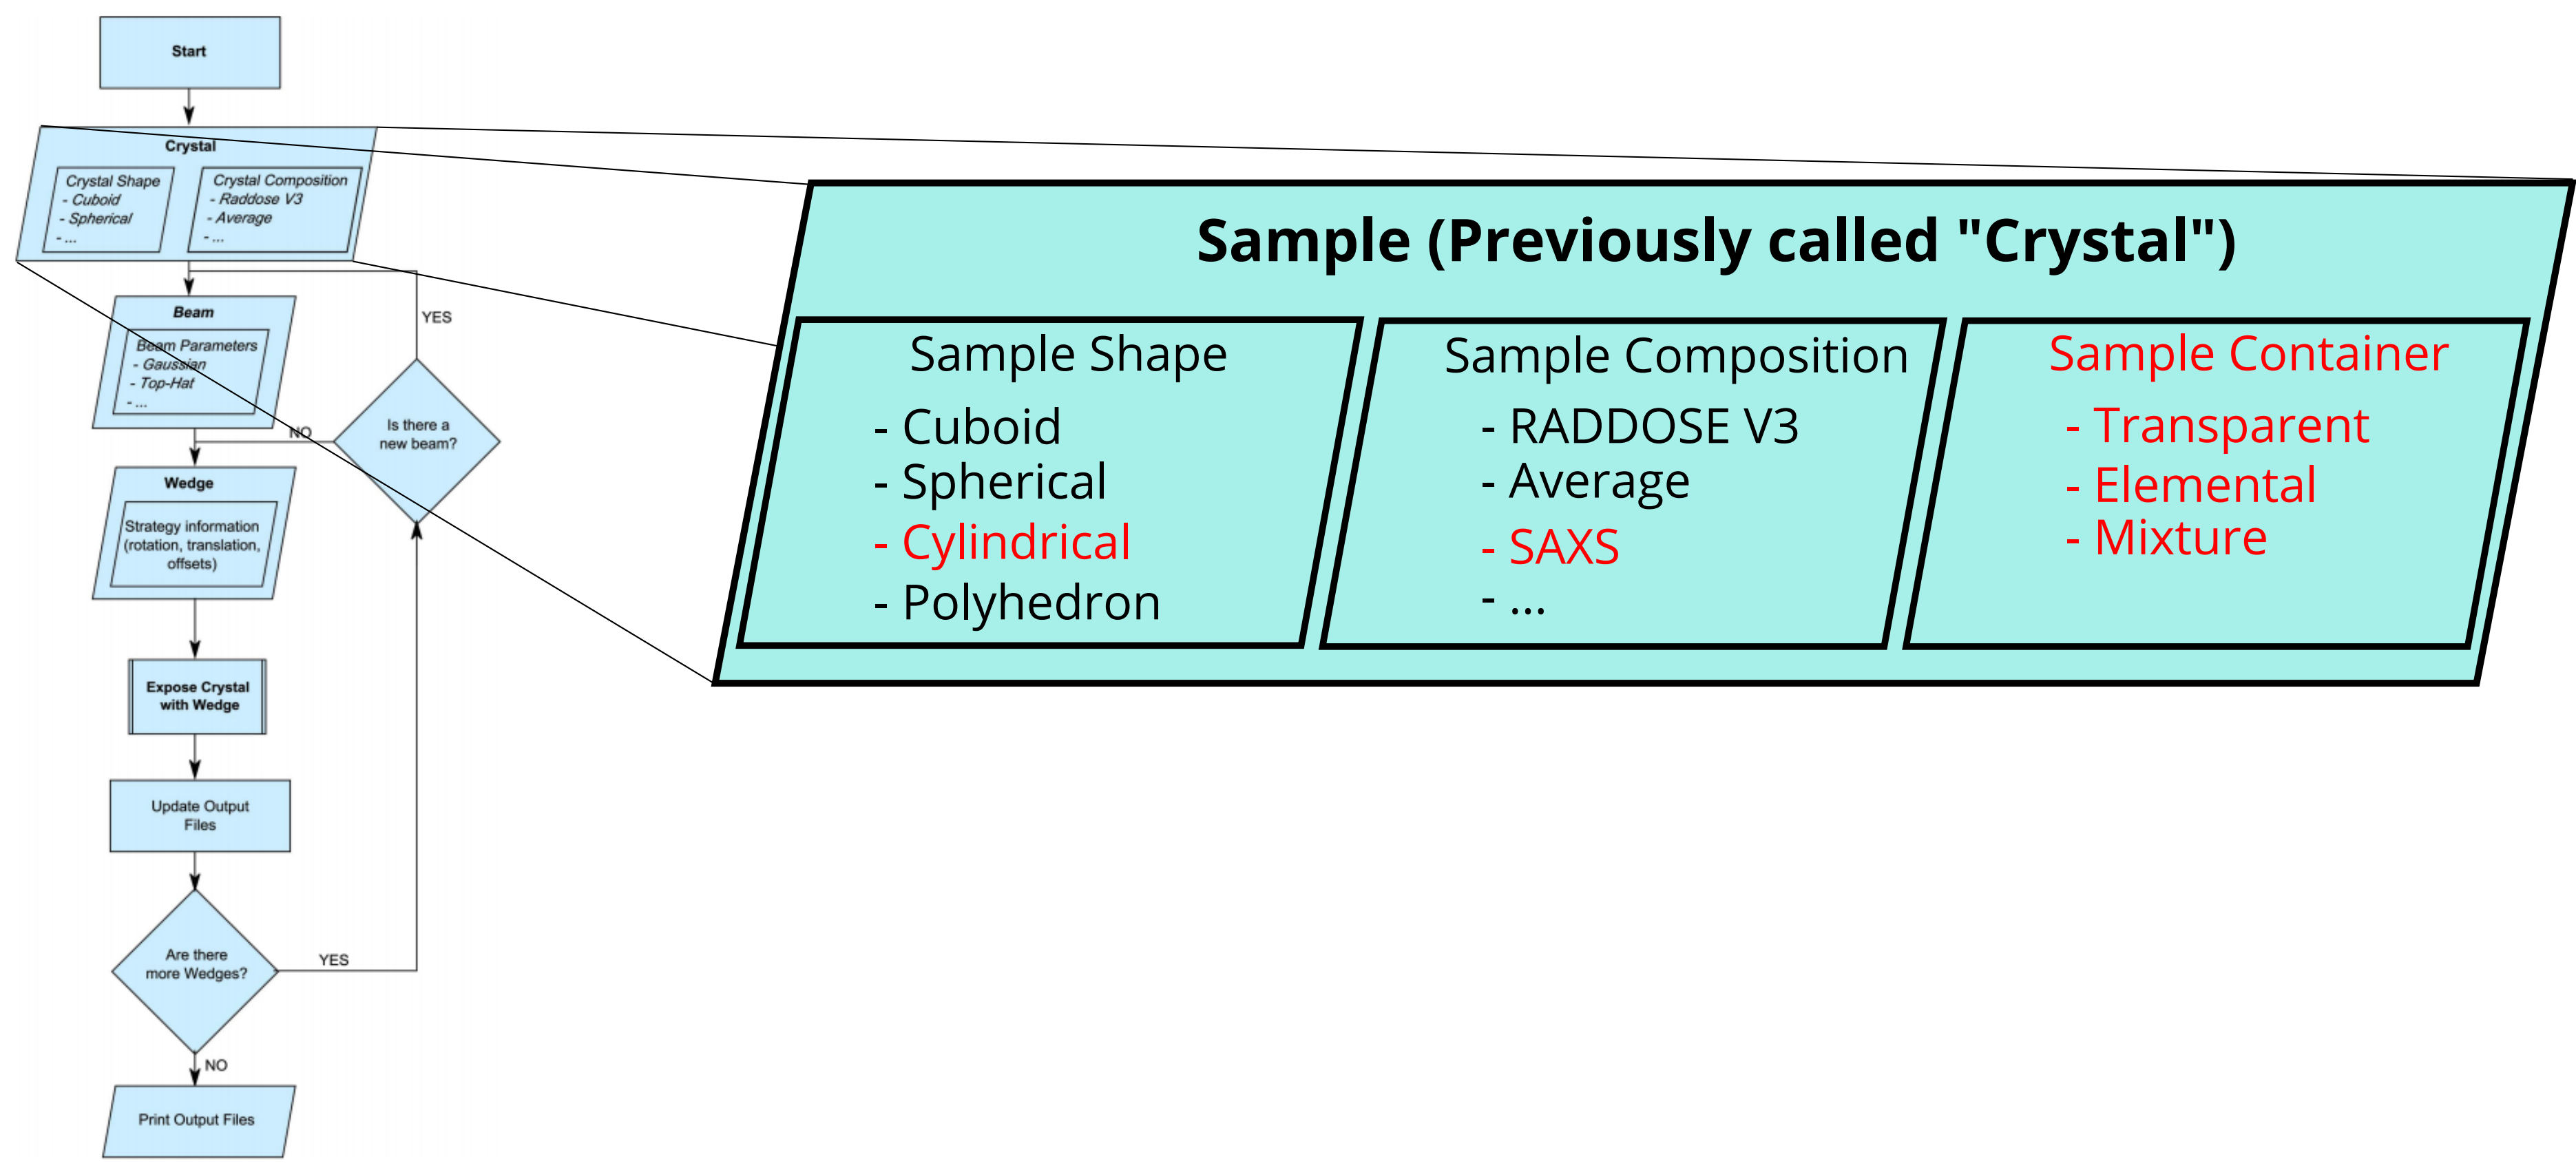 Start
Crystal
Crystal Shape
- Cuboid
- Spherical
- ...
Crystal Composition
- Raddose V3
- Average
- ...
Beam
Beam Parameters
- Gaussian
- Top-Hat
- ...
YES
Is there a
new beam?
NO
Wedge
Strategy information
(rotation, translation,
offsets)
Expose Crystal
with Wedge
Update Output
Files
Are there
more Wedges?
YES
NO
Print Output Files
Sample (Previously called "Crystal")
Sample Shape
- Cuboid
- Spherical
- Cylindrical
- Polyhedron
Sample Composition
- RADDOSE V3
- Average
- SAXS
- ...
Sample Container
- Transparent
- Elemental
- Mixture